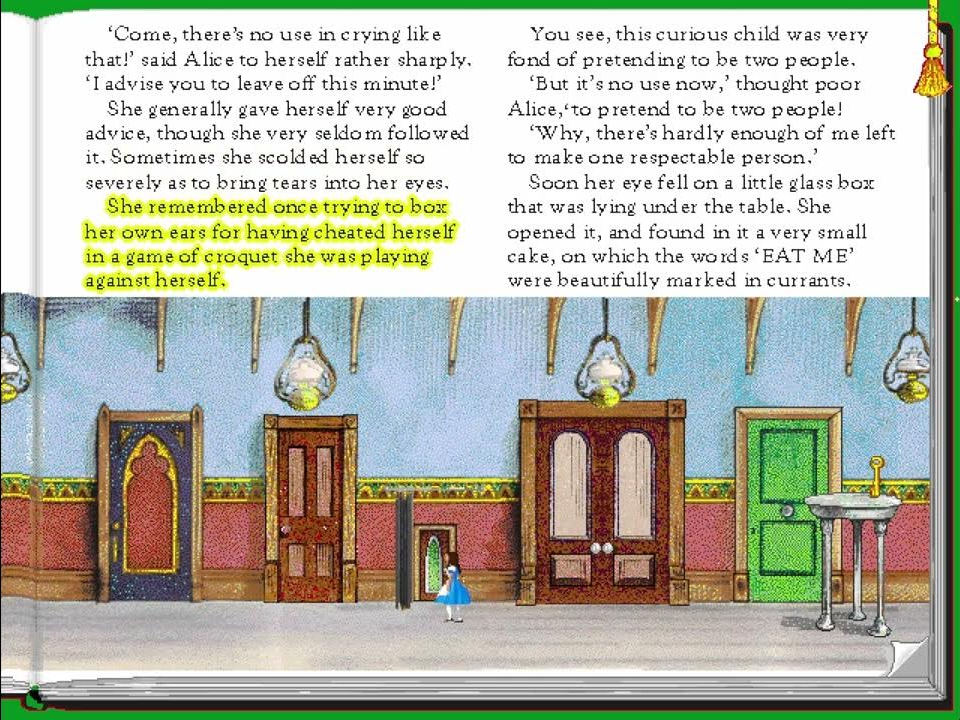 ‘Come, there’s no use in crying like
that!’ said Alice to herself rather sharply.
‘I advise you to leave off this minute!’
She generally gave herself very good
advice, though she very seldom followed
it. Sometimes she scolded herself so
severely as to bring tears into her eyes.
She remembered once trying to box
her own ears for having cheated herself
in a game of croquet she was playing
against herself.
You see, this curious child was very
fond of pretending to be two people.
‘But it’s no use now,’ thought poor
Alice,‘to pretend to be two people!
‘Why, there’s hardly enough of me left
to make one respectable person.’
Soon her eye fell on a little glass box
that was lying under the table. She
opened it, and found in it a very small
cake, on which the words ‘EAT ME’
were beautifully marked in currants.